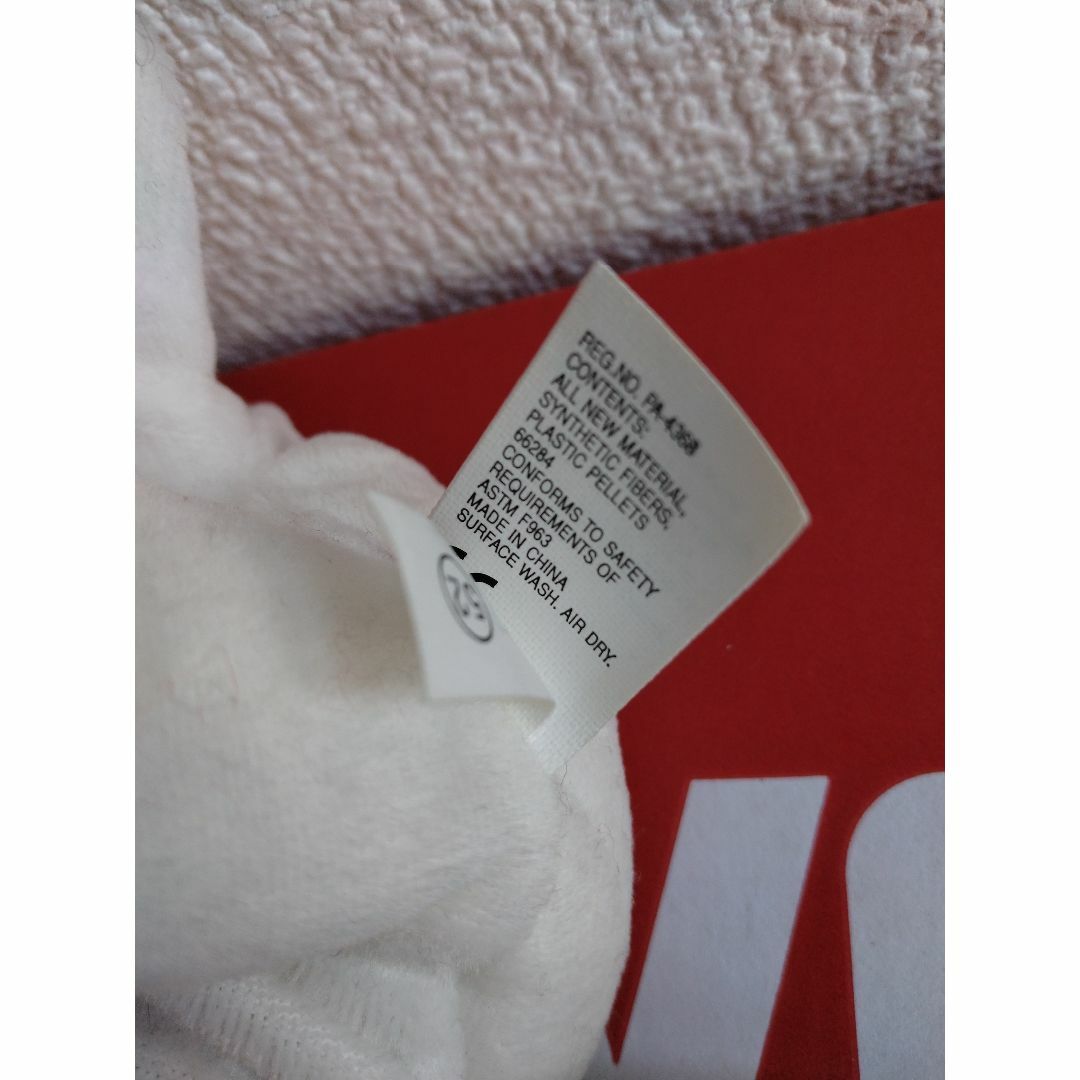 REG.NO. PA-4368
CONTENTS:
ALL NEW MATERIAL,
SYNTHETIC FIBERS,
PLASTIC PELLETS
66284
CONFORMS TO SAFETY
REQUIREMENTS OF
ASTM F963
MADE IN CHINA
SURFACE WASH. AIR DRY.